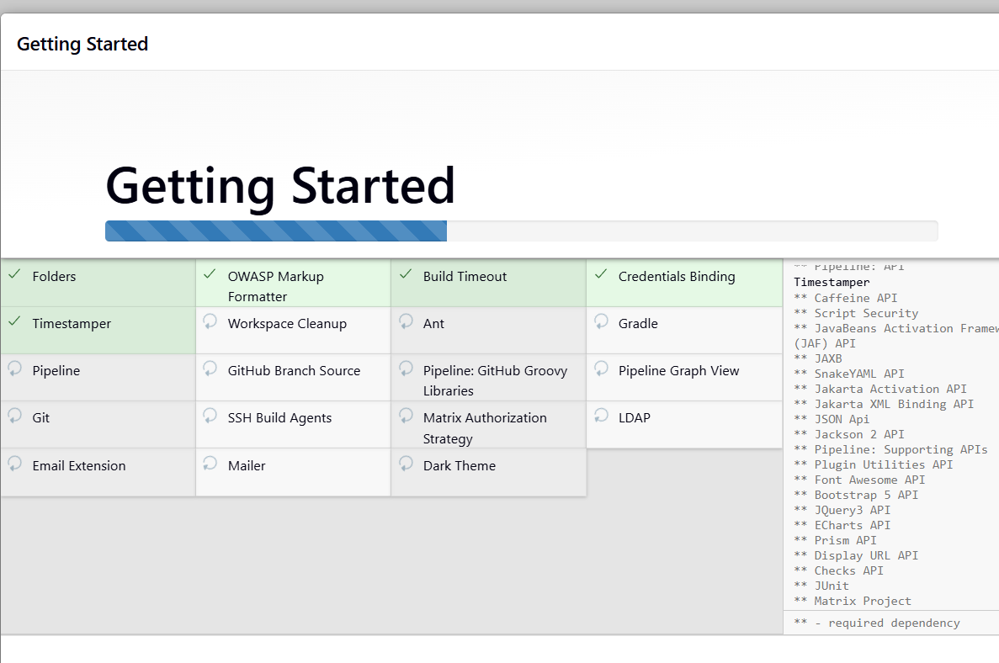 Getting Started
Getting Started
Folders
OWASP Markup
Formatter
Build Timeout
Credentials Binding
Timestamper
Workspace Cleanup
Ant
Gradle
Pipeline
GitHub Branch Source
Pipeline: GitHub Groovy
Libraries
Pipeline Graph View
Git
SSH Build Agents
Matrix Authorization
Strategy
LDAP
Email Extension
Mailer
Dark Theme
** Pipeline: API
Timestamper
** Caffeine API
** Script Security
** JavaBeans Activation Framew
(JAF) API
** JAXB
** SnakeYAML API
** Jakarta Activation API
** Jakarta XML Binding API
** JSON Api
** Jackson 2 API
** Pipeline: Supporting APIs
** Plugin Utilities API
** Font Awesome API
** Bootstrap 5 API
** JQuery3 API
** ECharts API
** Prism API
** Display URL API
** Checks API
** JUnit
** Matrix Project
** - required dependency